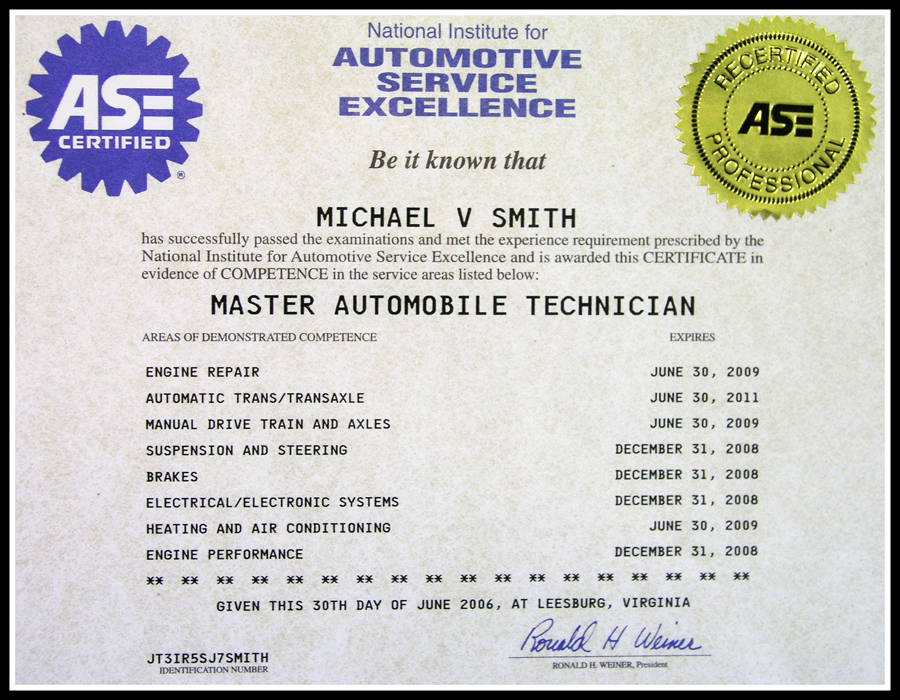 ASE
CERTIFIED
®
National Institute for
AUTOMOTIVE
SERVICE
EXCELLENCE
RECERTIFIED
ASE
PROFESSIONAL
Be it known that
MICHAEL V SMITH
has successfully passed the examinations and met the experience requirement prescribed by the
National Institute for Automotive Service Excellence and is awarded this CERTIFICATE in
evidence of COMPETENCE in the service areas listed below:
MASTER AUTOMOBILE TECHNICIAN
AREAS OF DEMONSTRATED COMPETENCE EXPIRES
ENGINE REPAIR JUNE 30, 2009
AUTOMATIC TRANS/TRANSAXLE JUNE 30, 2011
MANUAL DRIVE TRAIN AND AXLES JUNE 30, 2009
SUSPENSION AND STEERING DECEMBER 31, 2008
BRAKES DECEMBER 31, 2008
ELECTRICAL/ELECTRONIC SYSTEMS DECEMBER 31, 2008
HEATING AND AIR CONDITIONING JUNE 30, 2009
ENGINE PERFORMANCE DECEMBER 31, 2008
** ** ** ** ** ** ** ** ** ** ** ** ** ** ** ** ** **
GIVEN THIS 30TH DAY OF JUNE 2006, AT LEESBURG, VIRGINIA
Ronald H Weiner
JT3IR5SJ7SMITH
IDENTIFICATION NUMBER
RONALD H. WEINER, President